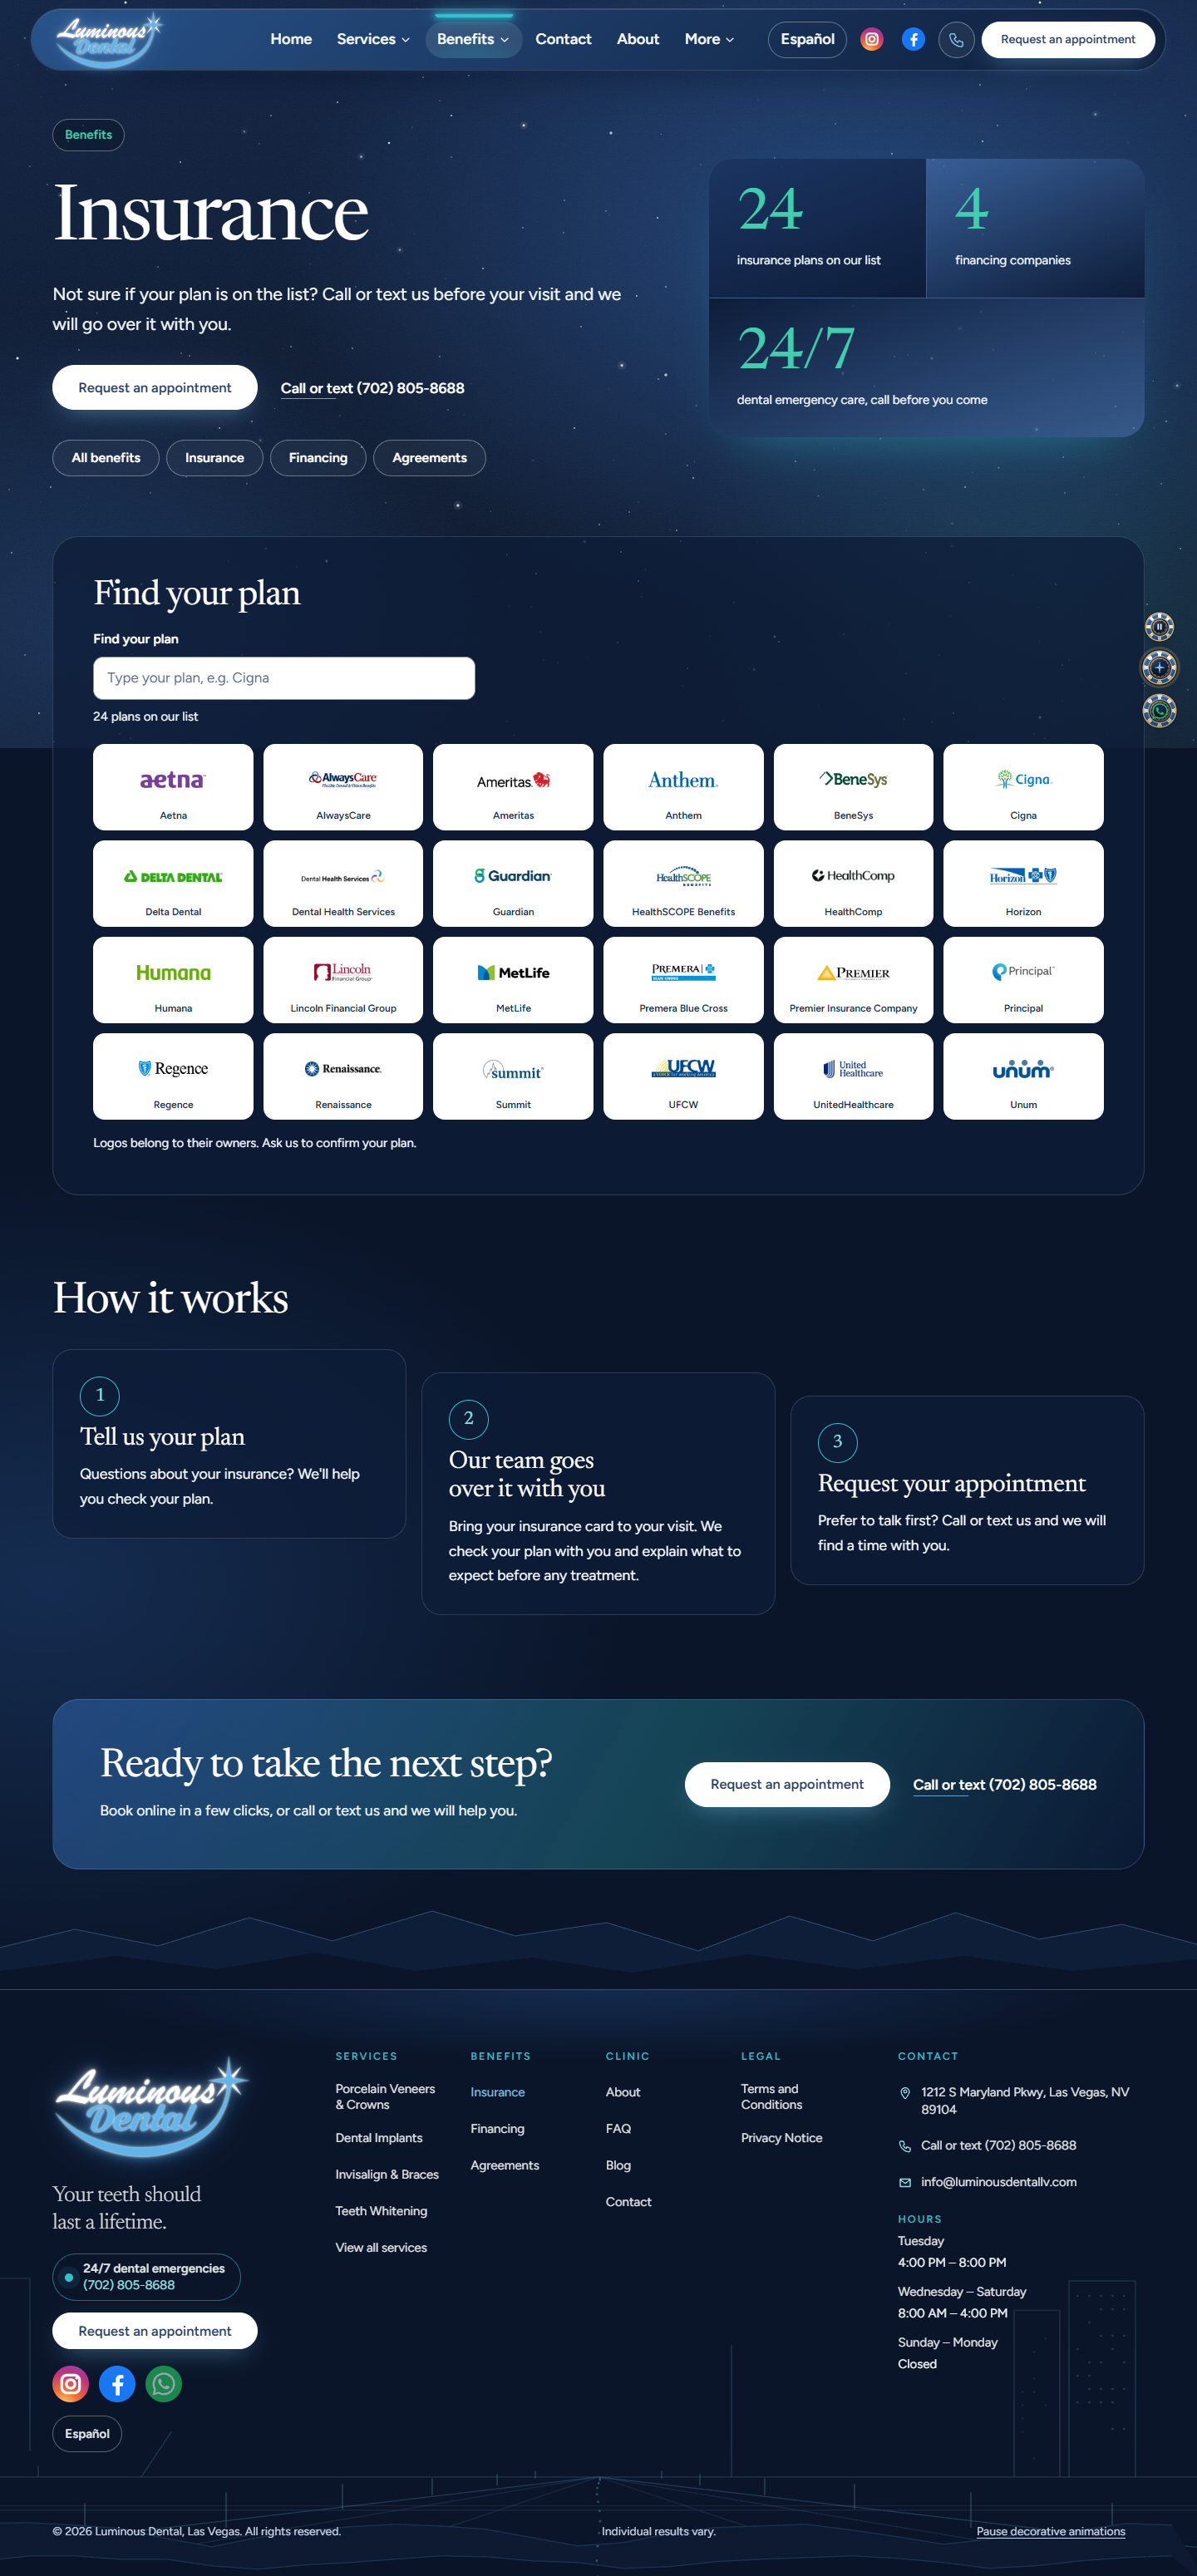 Luminous
Dental
Home
Services
Benefits
Contact
About
More
Español
Request an appointment
Benefits
Insurance
Not sure if your plan is on the list? Call or text us before your visit and we
will go over it with you.
Request an appointment
Call or text (702) 805-8688
All benefits
Insurance
Financing
Agreements
24
insurance plans on our list
4
financing companies
24/7
dental emergency care, call before you come
Find your plan
Find your plan
Type your plan, e.g. Cigna
24 plans on our list
aetna
Aetna
AlwaysCare
AlwaysCare
Ameritas
Ameritas
Anthem
Anthem
BeneSys
BeneSys
Cigna
Cigna
DELTA DENTAL
Delta Dental
Dental Health Services
Dental Health Services
Guardian
Guardian
HealthSCOPE
BENEFITS
HealthSCOPE Benefits
HealthComp
HealthComp
Horizon
Horizon
Humana
Humana
Lincoln
Financial Group
Lincoln Financial Group
MetLife
MetLife
PREMERA
BLUE CROSS
Premera Blue Cross
PREMIER
Premier Insurance Company
Principal
Principal
Regence
Regence
Renaissance
Renaissance
summit
Summit
UFCW
UFCW
United
Healthcare
UnitedHealthcare
unum
Unum
Logos belong to their owners. Ask us to confirm your plan.
How it works
1
Tell us your plan
Questions about your insurance? We'll help
you check your plan.
2
Our team goes
over it with you
Bring your insurance card to your visit. We
check your plan with you and explain what to
expect before any treatment.
3
Request your appointment
Prefer to talk first? Call or text us and we will
find a time with you.
Ready to take the next step?
Book online in a few clicks, or call or text us and we will help you.
Request an appointment
Call or text (702) 805-8688
Luminous
Dental
Your teeth should
last a lifetime.
24/7 dental emergencies
(702) 805-8688
Request an appointment
Español
SERVICES
Porcelain Veneers
& Crowns
Dental Implants
Invisalign & Braces
Teeth Whitening
View all services
BENEFITS
Insurance
Financing
Agreements
CLINIC
About
FAQ
Blog
Contact
LEGAL
Terms and
Conditions
Privacy Notice
CONTACT
1212 S Maryland Pkwy, Las Vegas, NV
89104
Call or text (702) 805-8688
info@luminousdentallv.com
HOURS
Tuesday
4:00 PM – 8:00 PM
Wednesday – Saturday
8:00 AM – 4:00 PM
Sunday – Monday
Closed
© 2026 Luminous Dental, Las Vegas. All rights reserved.
Individual results vary.
Pause decorative animations